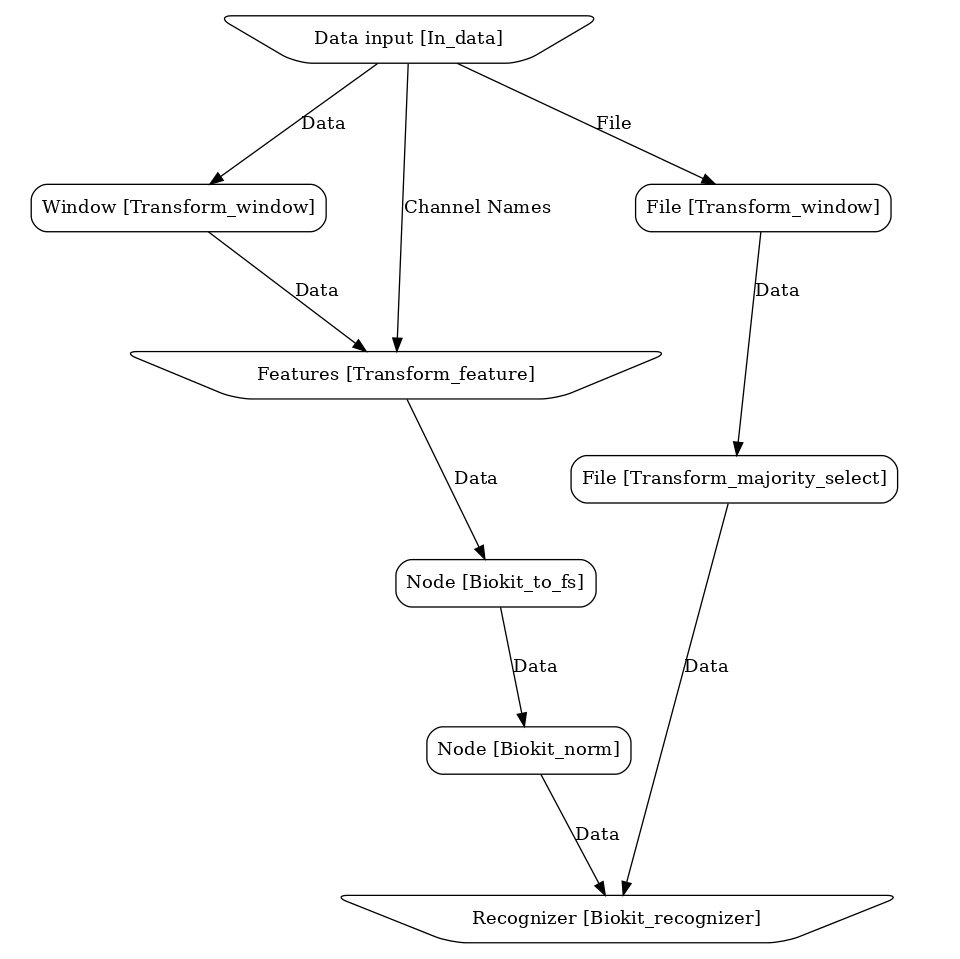 Data input [In_data]
Data
File
Window [Transform_window]
Channel Names
File [Transform_window]
Data
Data
Features [Transform_feature]
Data
File [Transform_majority_select]
Node [Biokit_to_fs]
Data
Data
Node [Biokit_norm]
Data
Recognizer [Biokit_recognizer]